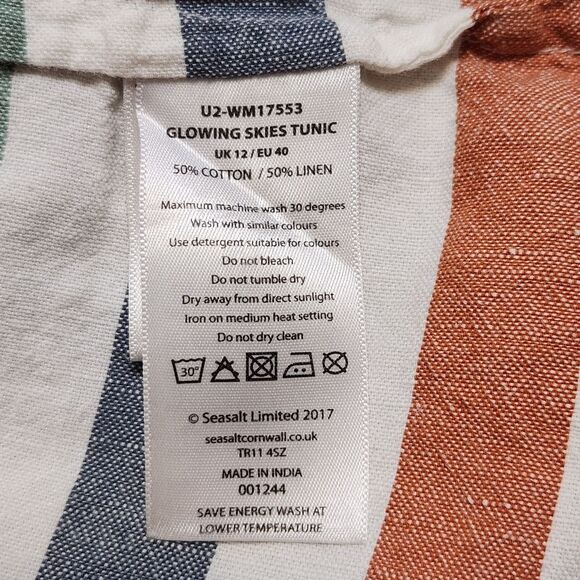 U2-WM17553
GLOWING SKIES TUNIC
UK 12 / EU 40
50% COTTON / 50% LINEN
Maximum machine wash 30 degrees
Wash with similar colours
Use detergent suitable for colours
Do not bleach
Do not tumble dry
Dry away from direct sunlight
Iron on medium heat setting
Do not dry clean
30°
© Seasalt Limited 2017
seasaltcornwall.co.uk
TR11 4SZ
MADE IN INDIA
001244
SAVE ENERGY WASH AT
LOWER TEMPERATURE